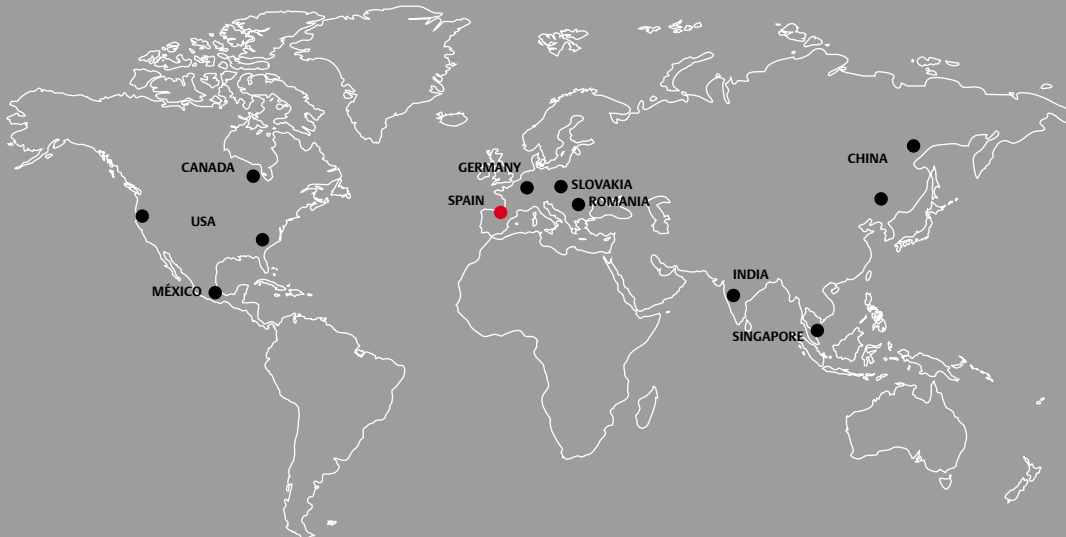 CANADA
USA
MÉXICO
GERMANY
SPAIN
SLOVAKIA
ROMANIA
CHINA
INDIA
SINGAPORE